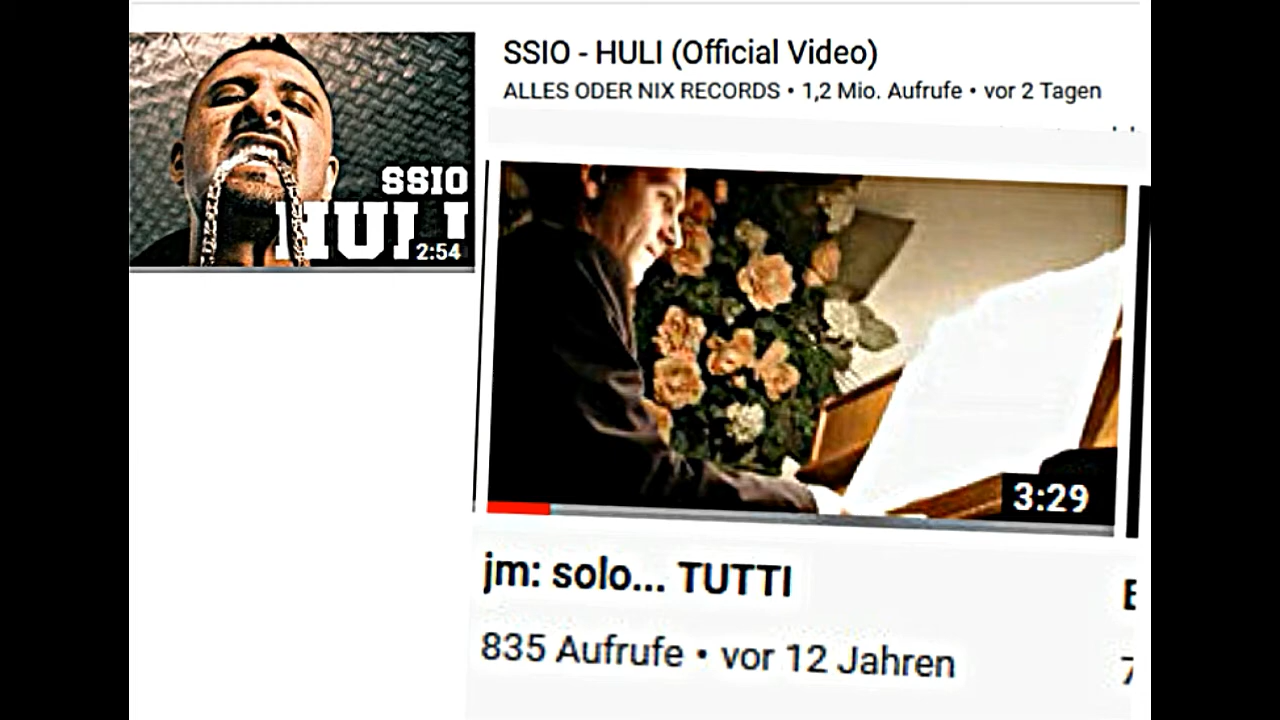 SSIO - HULI (Official Video)
ALLES ODER NIX RECORDS • 1,2 Mio. Aufrufe • vor 2 Tagen
SSIO
HULI
2:54
3:29
jm: solo... TUTTI
835 Aufrufe • vor 12 Jahren